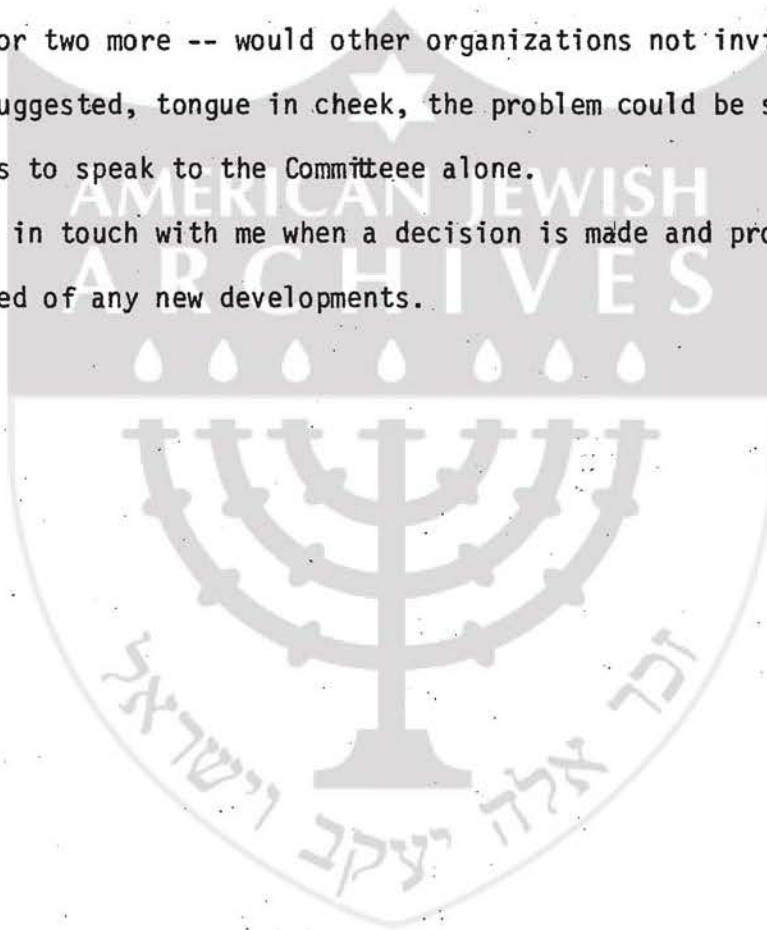 or two more -- would other organizations not invi
uggested, tongue in cheek, the problem could be s
s to speak to the Committeee alone.
AMERICAN JEWISH
in touch with me when a decision is made and pro
ARCHIVES
ed of any new developments.
זכר אלה יעקב וישראל